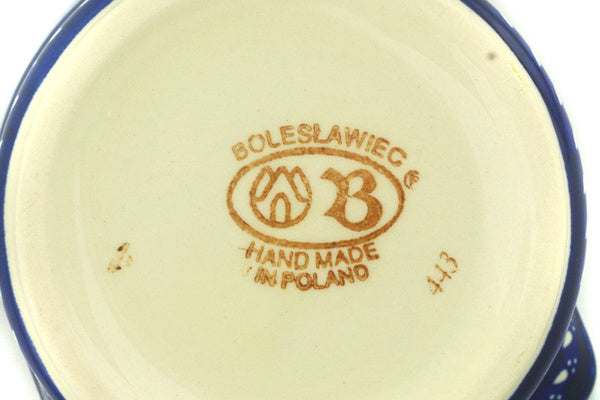 BOLESŁAWIEC ®
B
HAND MADE
IN POLAND
443